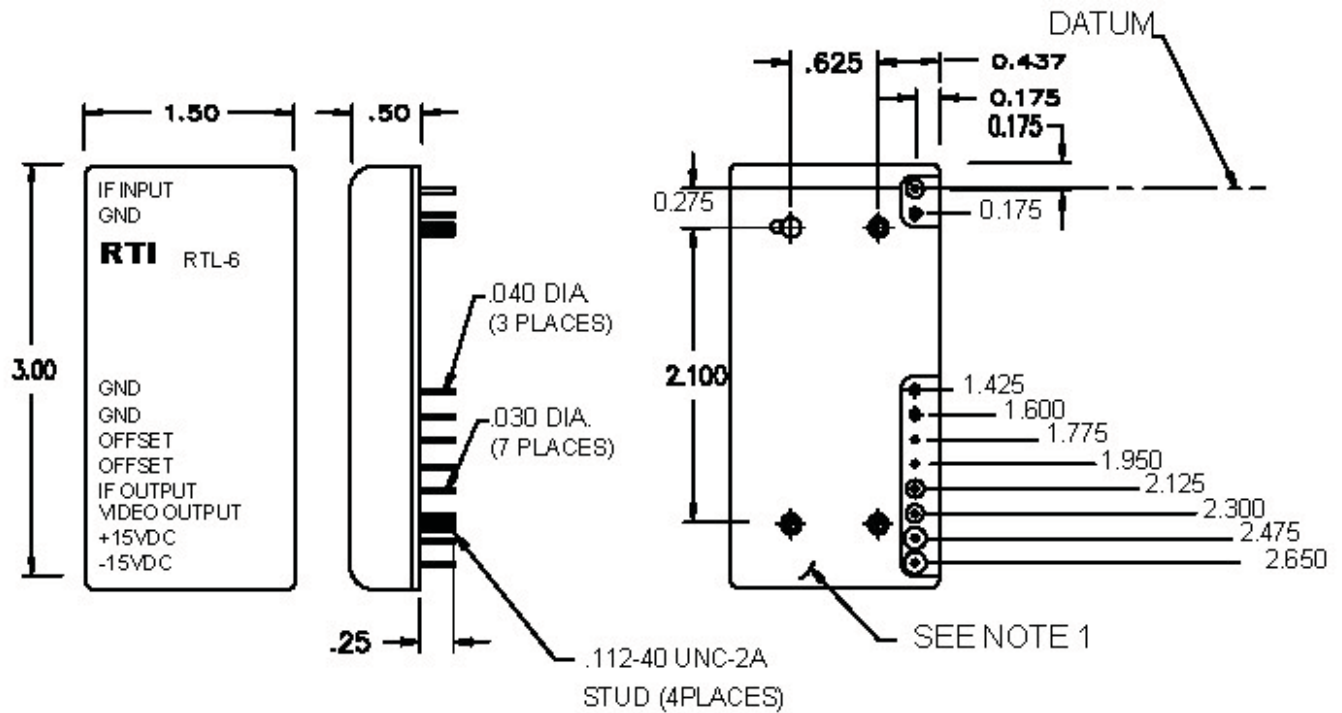 DATUM
.625
0.437
0.175
0.175
1.50
.50
IF INPUT
GND
RTI RTL-6
0.275
0.175
.040 DIA.
(3 PLACES)
3.00
2.100
GND
GND
OFFSET
OFFSET
IF OUTPUT
VIDEO OUTPUT
+15VDC
-15VDC
.030 DIA.
(7 PLACES)
1.425
1.600
1.775
1.950
2.125
2.300
2.475
2.650
.25
.112-40 UNC-2A
STUD (4PLACES)
SEE NOTE 1